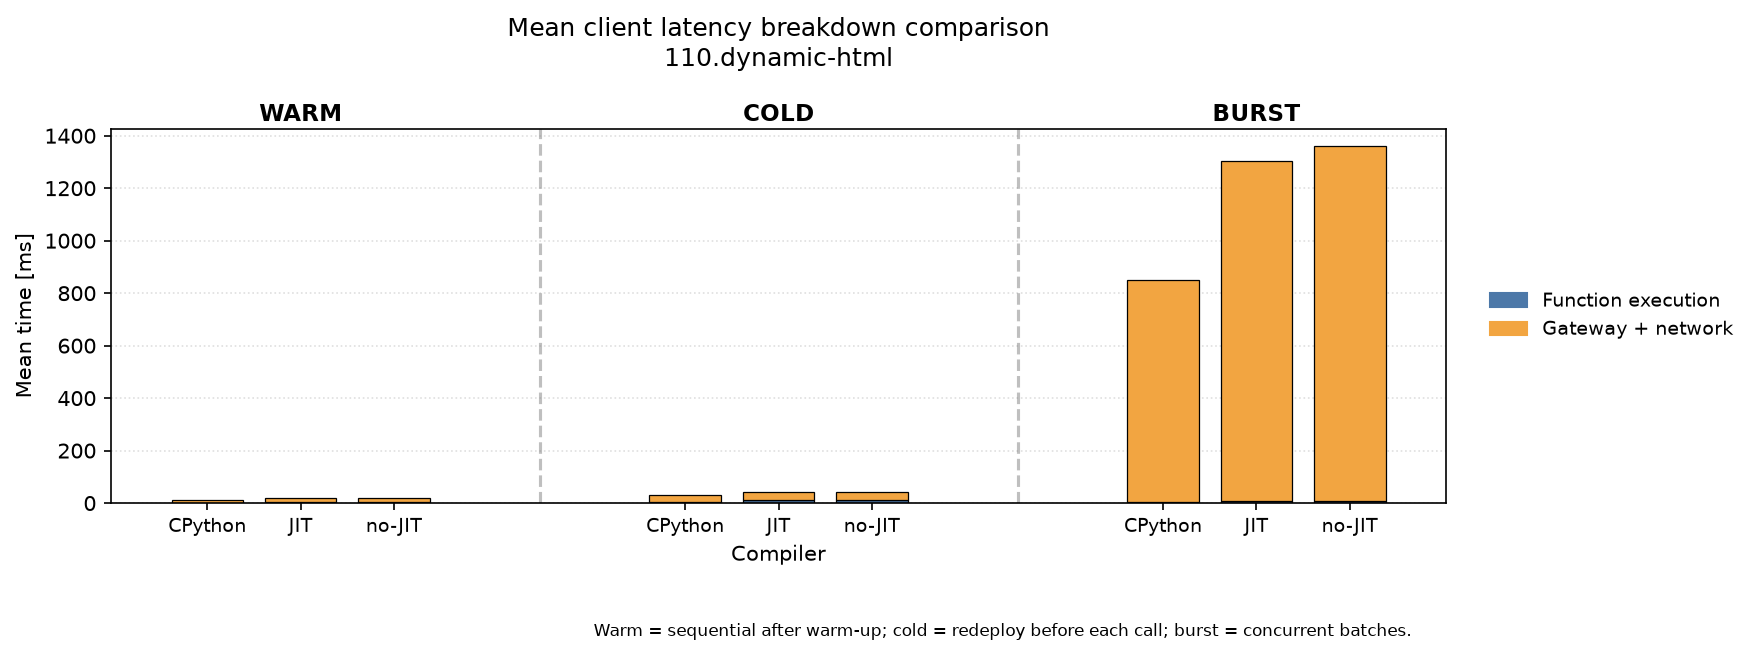 Mean client latency breakdown comparison
110.dynamic-html
WARM
COLD
BURST
Mean time [ms]
1400
1200
1000
800
600
400
200
0
CPython
JIT
no-JIT
CPython
JIT
no-JIT
CPython
JIT
no-JIT
Compiler
Function execution
Gateway + network
Warm = sequential after warm-up; cold = redeploy before each call; burst = concurrent batches.